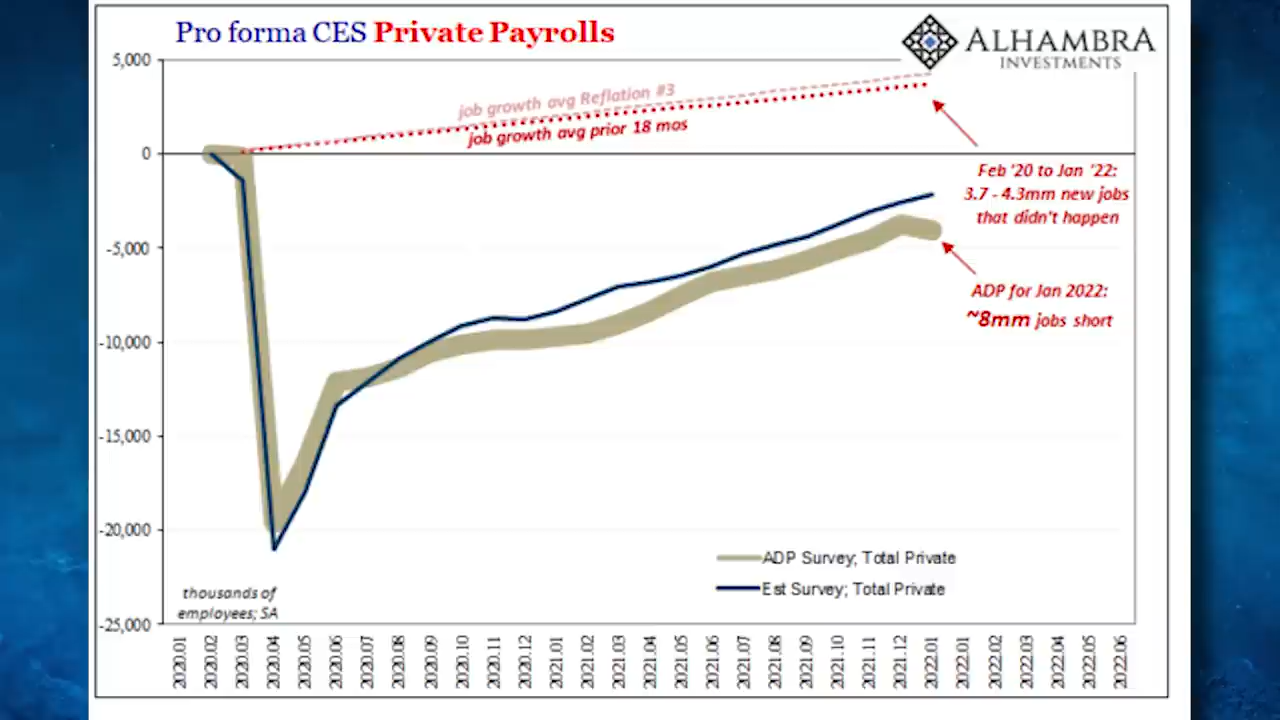 Pro forma CES Private Payrolls
ALHAMBRA
INVESTMENTS
5,000
0
-5,000
-10,000
-15,000
-20,000
-25,000
job growth avg Reflation #3
job growth avg prior 18 mos
Feb '20 to Jan '22:
3.7 - 4.3mm new jobs
that didn't happen
ADP for Jan 2022:
~8mm jobs short
ADP Survey; Total Private
Est Survey; Total Private
thousands of
employees; SA
2020.01
2020.02
2020.03
2020.04
2020.05
2020.06
2020.07
2020.08
2020.09
2020.10
2020.11
2020.12
2021.01
2021.02
2021.03
2021.04
2021.05
2021.06
2021.07
2021.08
2021.09
2021.10
2021.11
2021.12
2022.01
2022.01
2022.02
2022.03
2022.04
2022.05
2022.06